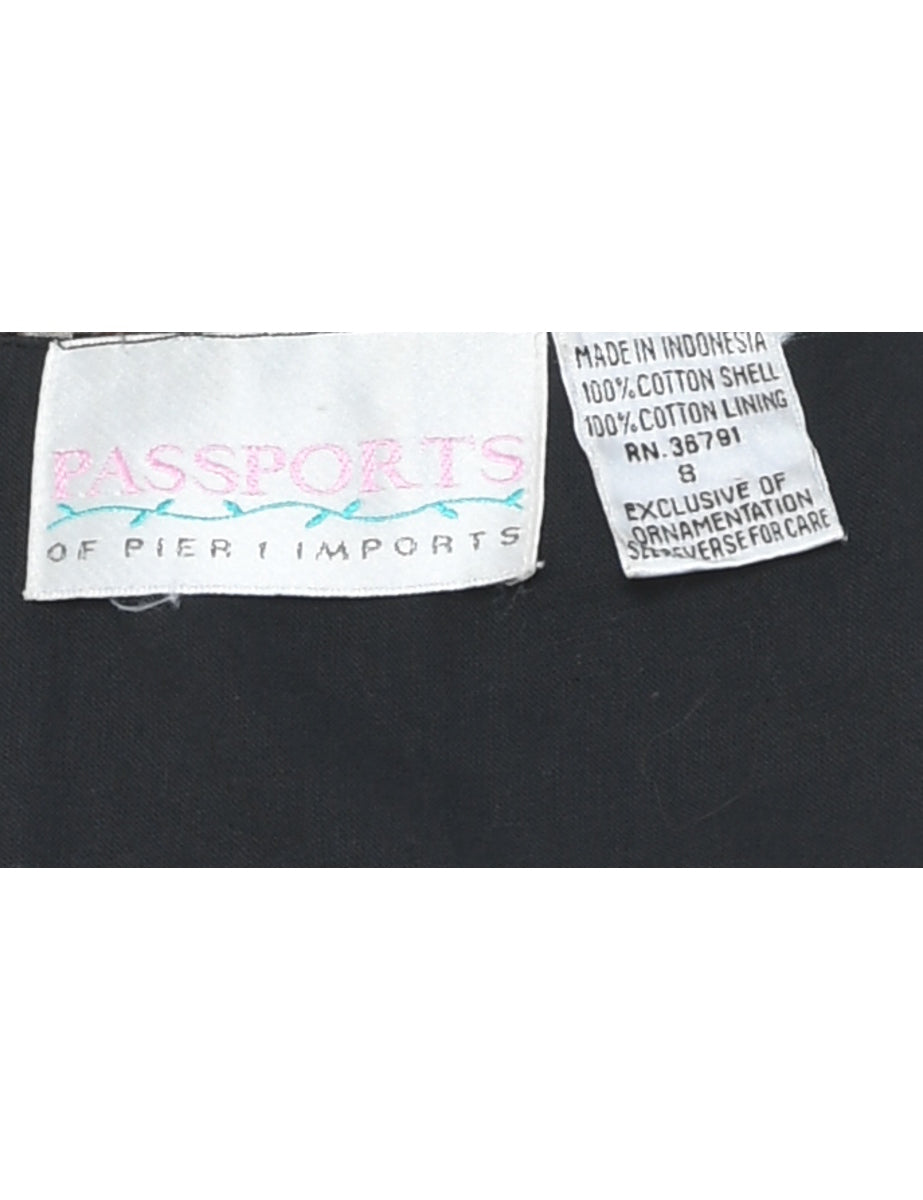 PASSPORTS
OF PIER 1 IMPORTS
MADE IN INDONESIA
100% COTTON SHELL
100% COTTON LINING
RN. 36791
8
EXCLUSIVE OF
ORNAMENTATION
SEE REVERSE FOR CARE